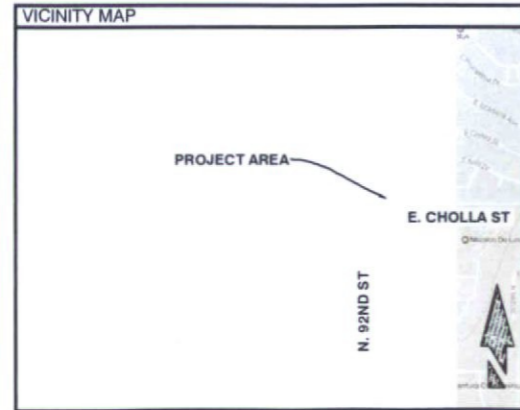 VICINITY MAP
PROJECT AREA
E. CHOLLA ST
N. 92ND ST